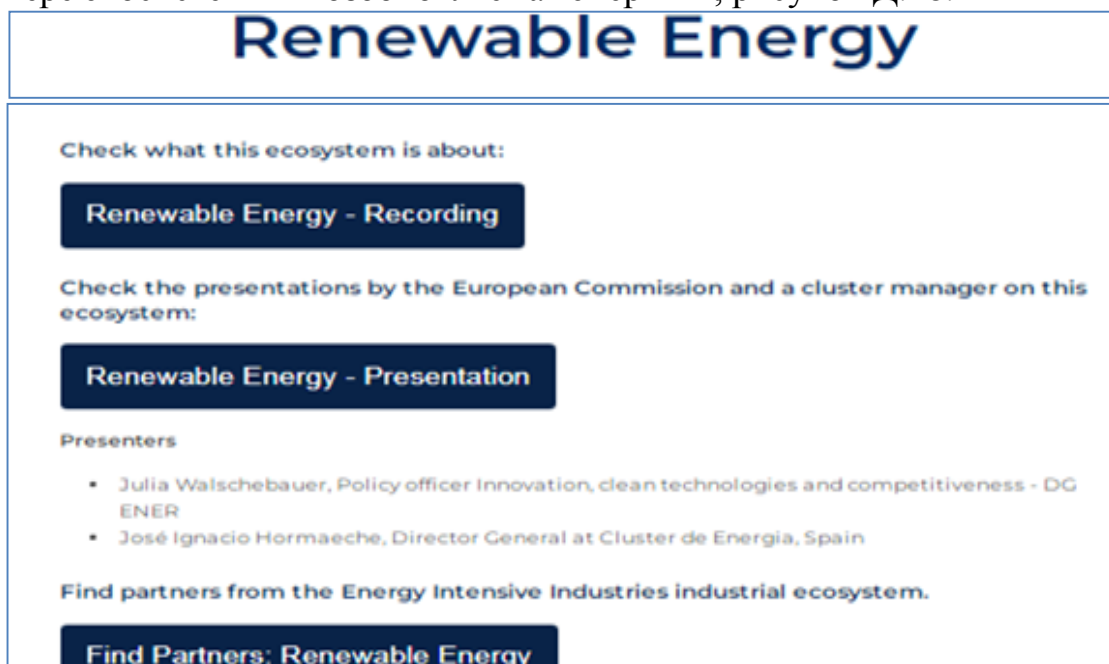 рисунок
Renewable Energy
Check what this ecosystem is about:
Renewable Energy - Recording
Check the presentations by the European Commission and a cluster manager on this
ecosystem:
Renewable Energy - Presentation
Presenters
• Julia Walschebauer, Policy officer Innovation, clean technologies and competitiveness - DG
ENER
• José Ignacio Hormaeche, Director General at Cluster de Energia, Spain
Find partners from the Energy Intensive Industries industrial ecosystem.
Find Partners: Renewable Energy